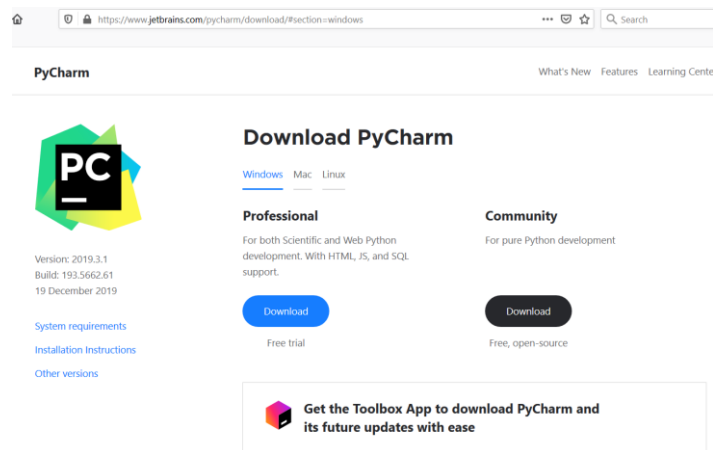 https://www.jetbrains.com/pycharm/download/#section=windows
Search
PyCharm
What's New Features Learning Cente
PC
Download PyCharm
Windows Mac Linux
Professional
For both Scientific and Web Python
development. With HTML, JS, and SQL
support.
Download
Free trial
Community
For pure Python development
Download
Free, open-source
Version: 2019.3.1
Build: 193.5662.61
19 December 2019
System requirements
Installation Instructions
Other versions
Get the Toolbox App to download PyCharm and
its future updates with ease